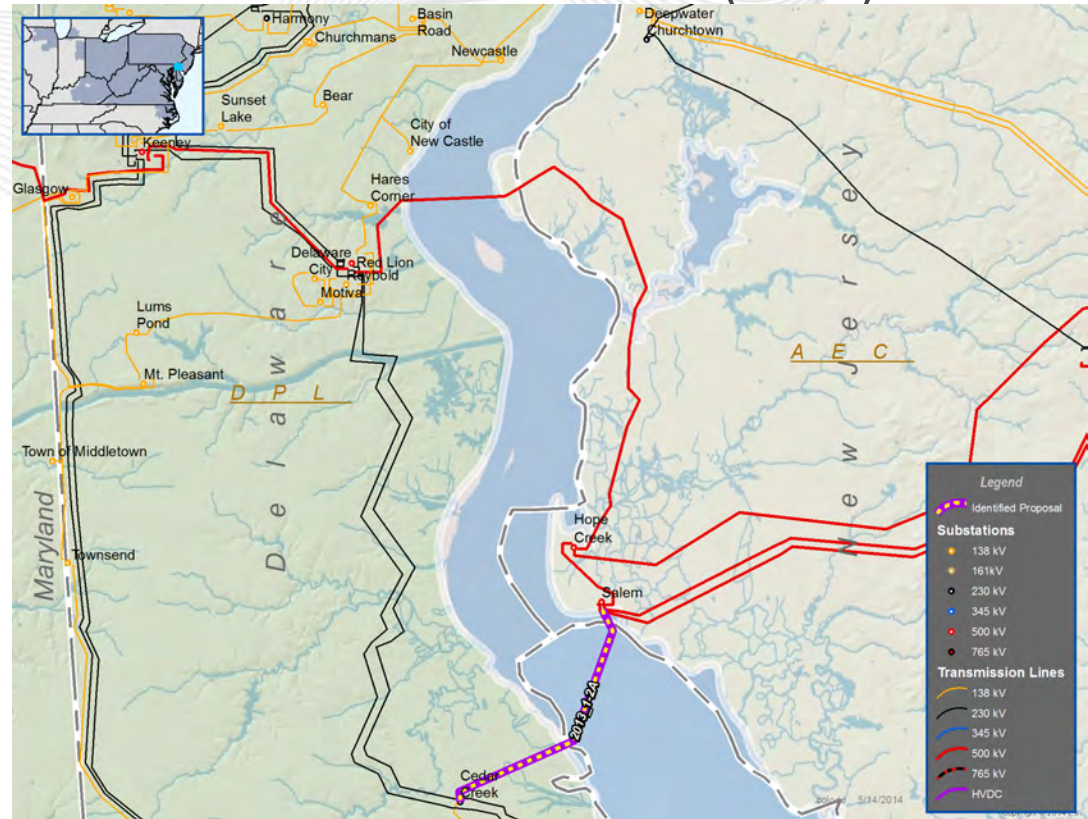 Harmony
Churchmans
Basin
Road
Newcastle
Deepwater
Churchtown
Sunset
Lake
Bear
City of
New Castle
Keeney
Glasgow
Hares
Corner
Delaware
City
Red Lion
Reybold
Motiva
Lums
Pond
Mt. Pleasant
D P L
Delaware
A E C
New Jersey
Town of Middletown
Maryland
Townsend
Hope
Creek
Salem
2013_1-2A
Cedar
Creek
Legend
Identified Proposal
Substations
138 kV
161kV
230 kV
345 kV
500 kV
765 kV
Transmission Lines
138 kV
230 kV
345 kV
500 kV
765 kV
HVDC
5/14/2014